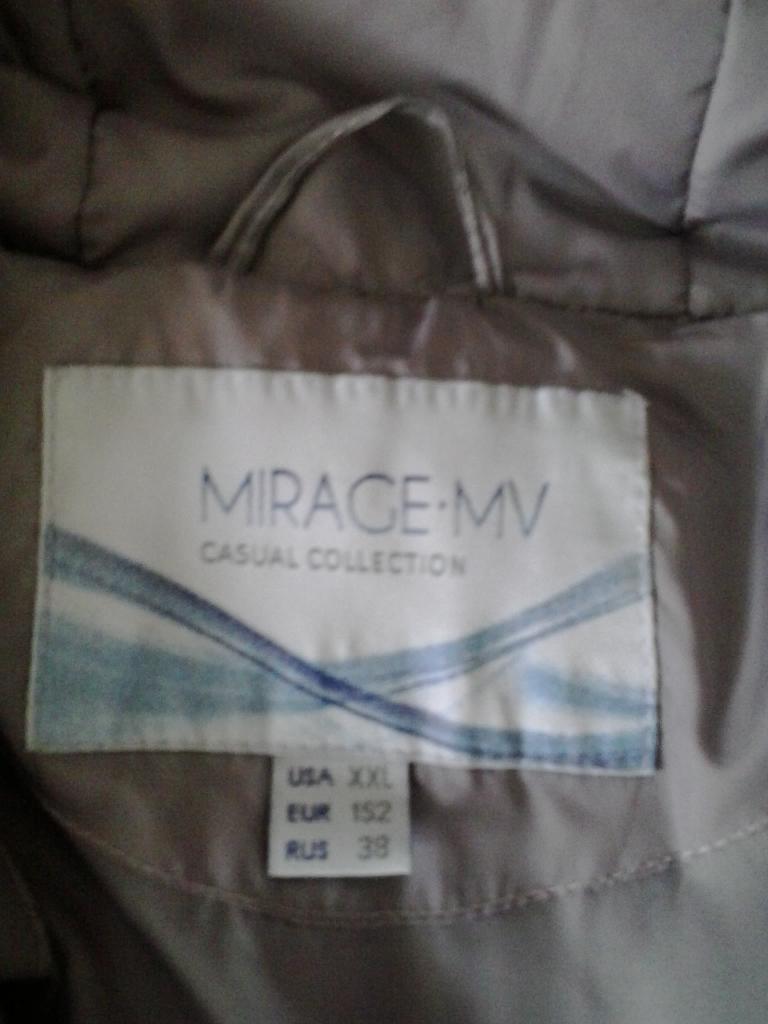 MIRAGE·MV
CASUAL COLLECTION
USA XXL
EUR 152
RUS 38